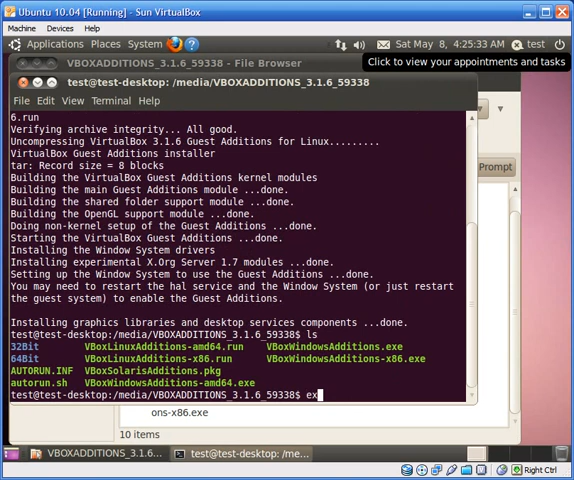 Ubuntu 10.04 [Running] - Sun VirtualBox
Machine Devices Help
Applications Places System
Sat May 8, 4:25:33 AM
test
VBOXADDITIONS_3.1.6_59338 - File Browser
Click to view your appointments and tasks
test@test-desktop: /media/VBOXADDITIONS_3.1.6_59338
File Edit View Terminal Help
6.run
Verifying archive integrity... All good.
Uncompressing VirtualBox 3.1.6 Guest Additions for Linux.........
VirtualBox Guest Additions installer
tar: Record size = 8 blocks
Building the VirtualBox Guest Additions kernel modules
Building the main Guest Additions module ...done.
Building the shared folder support module ...done.
Building the OpenGL support module ...done.
Doing non-kernel setup of the Guest Additions ...done.
Starting the VirtualBox Guest Additions ...done.
Installing the Window System drivers
Installing experimental X.Org Server 1.7 modules ...done.
Setting up the Window System to use the Guest Additions ...done.
You may need to restart the hal service and the Window System (or just restart
the guest system) to enable the Guest Additions.
Installing graphics libraries and desktop services components ...done.
test@test-desktop:/media/VBOXADDITIONS_3.1.6_59338$ ls
32Bit VBoxLinuxAdditions-amd64.run VBoxWindowsAdditions.exe
64Bit VBoxLinuxAdditions-x86.run VBoxWindowsAdditions-x86.exe
AUTORUN.INF VBoxSolarisAdditions.pkg
autorun.sh VBoxWindowsAdditions-amd64.exe
test@test-desktop:/media/VBOXADDITIONS_3.1.6_59338$ ex
Prompt
ons-x86.exe
10 items
VBOXADDITIONS_3.1.6...
test@test-desktop: /me...
Right Ctrl